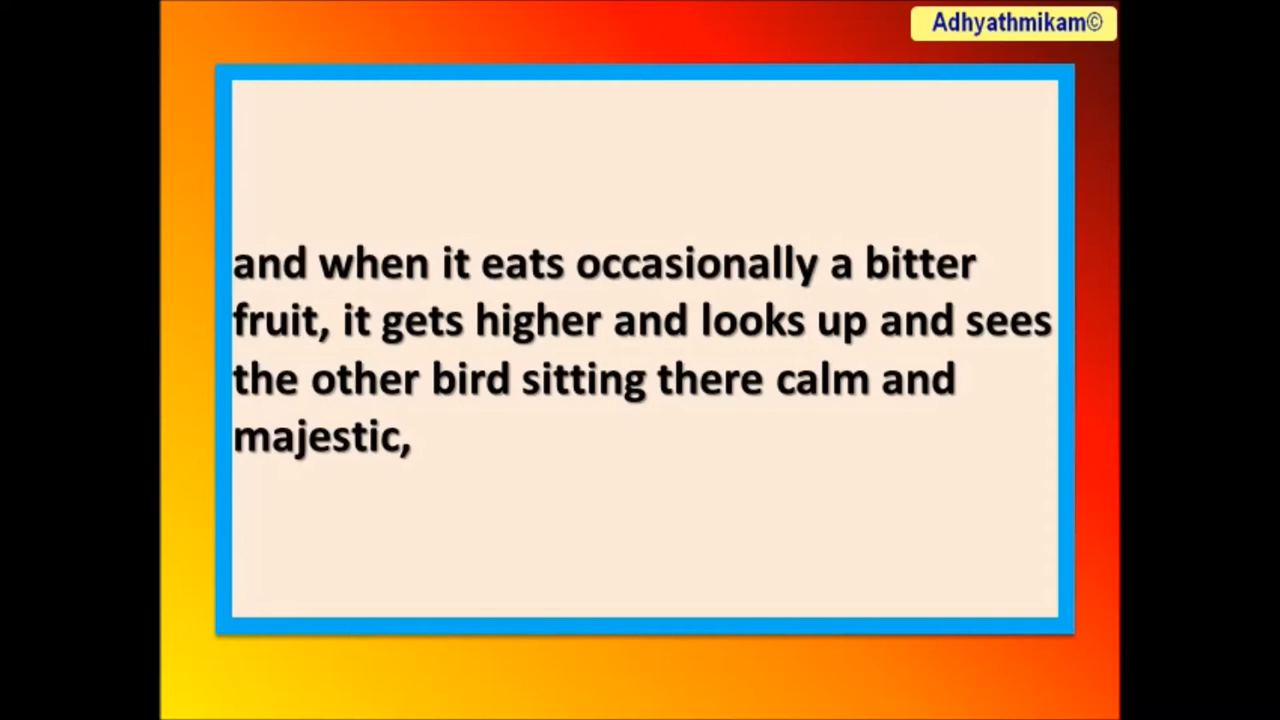 Adhyathmikam©
and when it eats occasionally a bitter
fruit, it gets higher and looks up and sees
the other bird sitting there calm and
majestic,